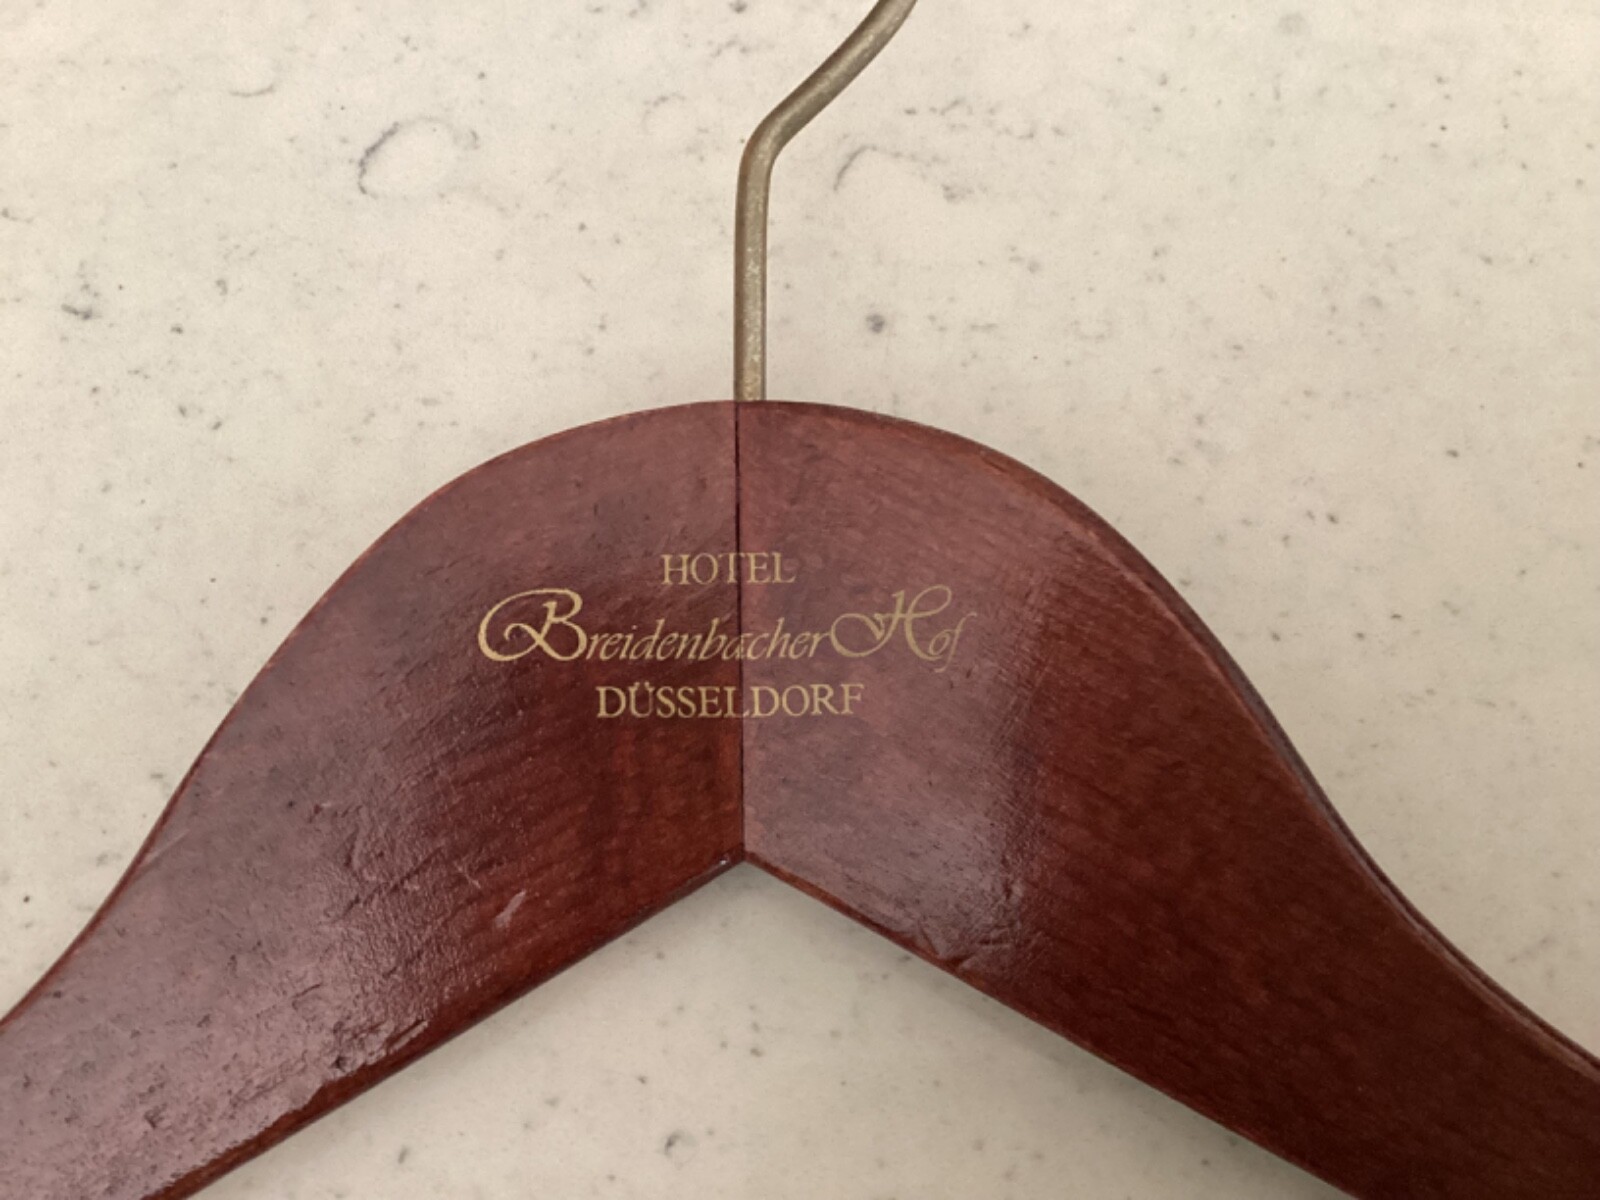 HOTEL
Breidenbacher Hof
DÜSSELDORF